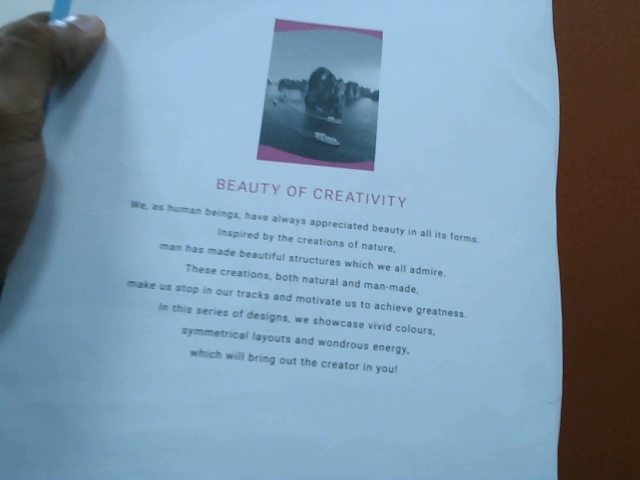 BEAUTY OF CREATIVITY
We, as human beings, have always appreciated beauty in all its forms.
Inspired by the creations of nature,
man has made beautiful structures which we all admire.
These creations, both natural and man-made,
make us stop in our tracks and motivate us to achieve greatness.
In this series of designs, we showcase vivid colours,
symmetrical layouts and wondrous energy,
which will bring out the creator in you!